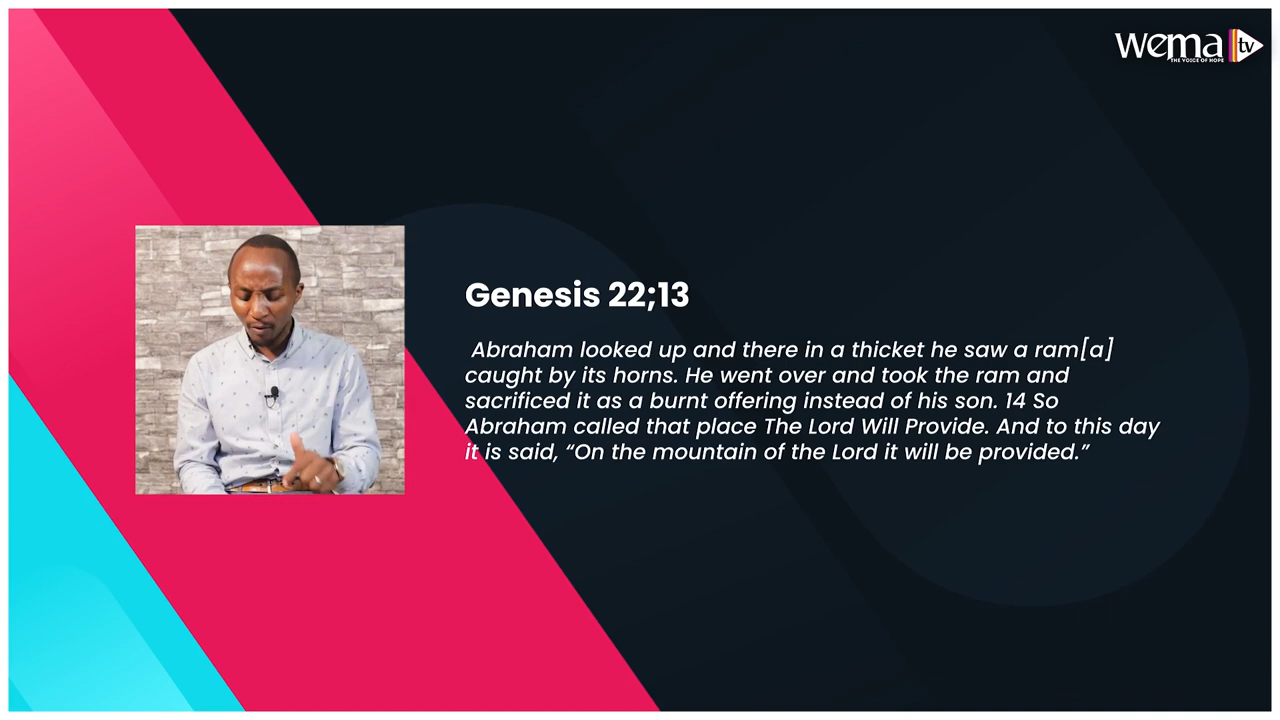 wema tv
THE VOICE OF HOPE
Genesis 22;13
Abraham looked up and there in a thicket he saw a ram[a]
caught by its horns. He went over and took the ram and
sacrificed it as a burnt offering instead of his son. 14 So
Abraham called that place The Lord Will Provide. And to this day
it is said, “On the mountain of the Lord it will be provided.”